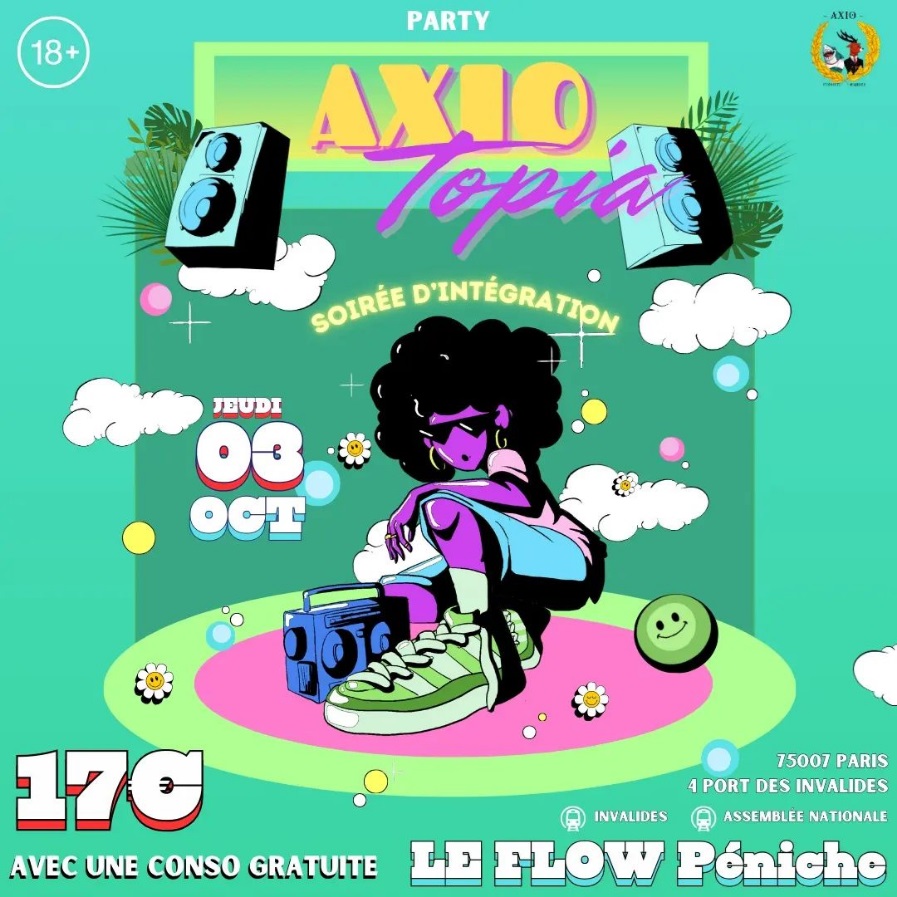 PARTY
18+
AXIO
AXIO
Topia
SOIRÉE D'INTÉGRATION
JEUDI
03
OCT
17€
AVEC UNE CONSO GRATUITE
75007 PARIS
4 PORT DES INVALIDES
INVALIDES
ASSEMBLÉE NATIONALE
LE FLOW Péniche